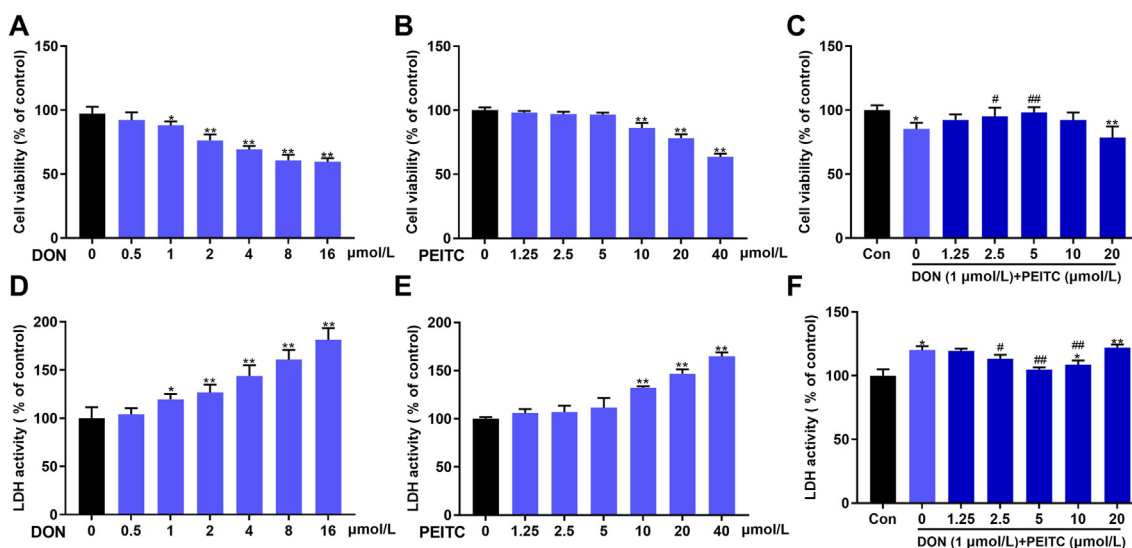 A
Cell viability (% of control)
150
100
50
0
*
**
**
**
**
DON 0 0.5 1 2 4 8 16 μmol/L
B
Cell viability (% of control)
150
100
50
0
**
**
**
PEITC 0 1.25 2.5 5 10 20 40 μmol/L
C
Cell viability (% of control)
150
100
50
0
*
#
##
**
Con 0 1.25 2.5 5 10 20
DON (1 μmol/L)+PEITC (μmol/L)
D
LDH activity ( % of control)
200
150
100
50
0
*
**
**
**
**
DON 0 0.5 1 2 4 8 16 μmol/L
E
LDH activity ( % of control)
200
150
100
50
0
**
**
**
PEITC 0 1.25 2.5 5 10 20 40 μmol/L
F
LDH activity ( % of control)
150
100
50
0
*
#
##
##
*
**
Con 0 1.25 2.5 5 10 20
DON (1 μmol/L)+PEITC (μmol/L)